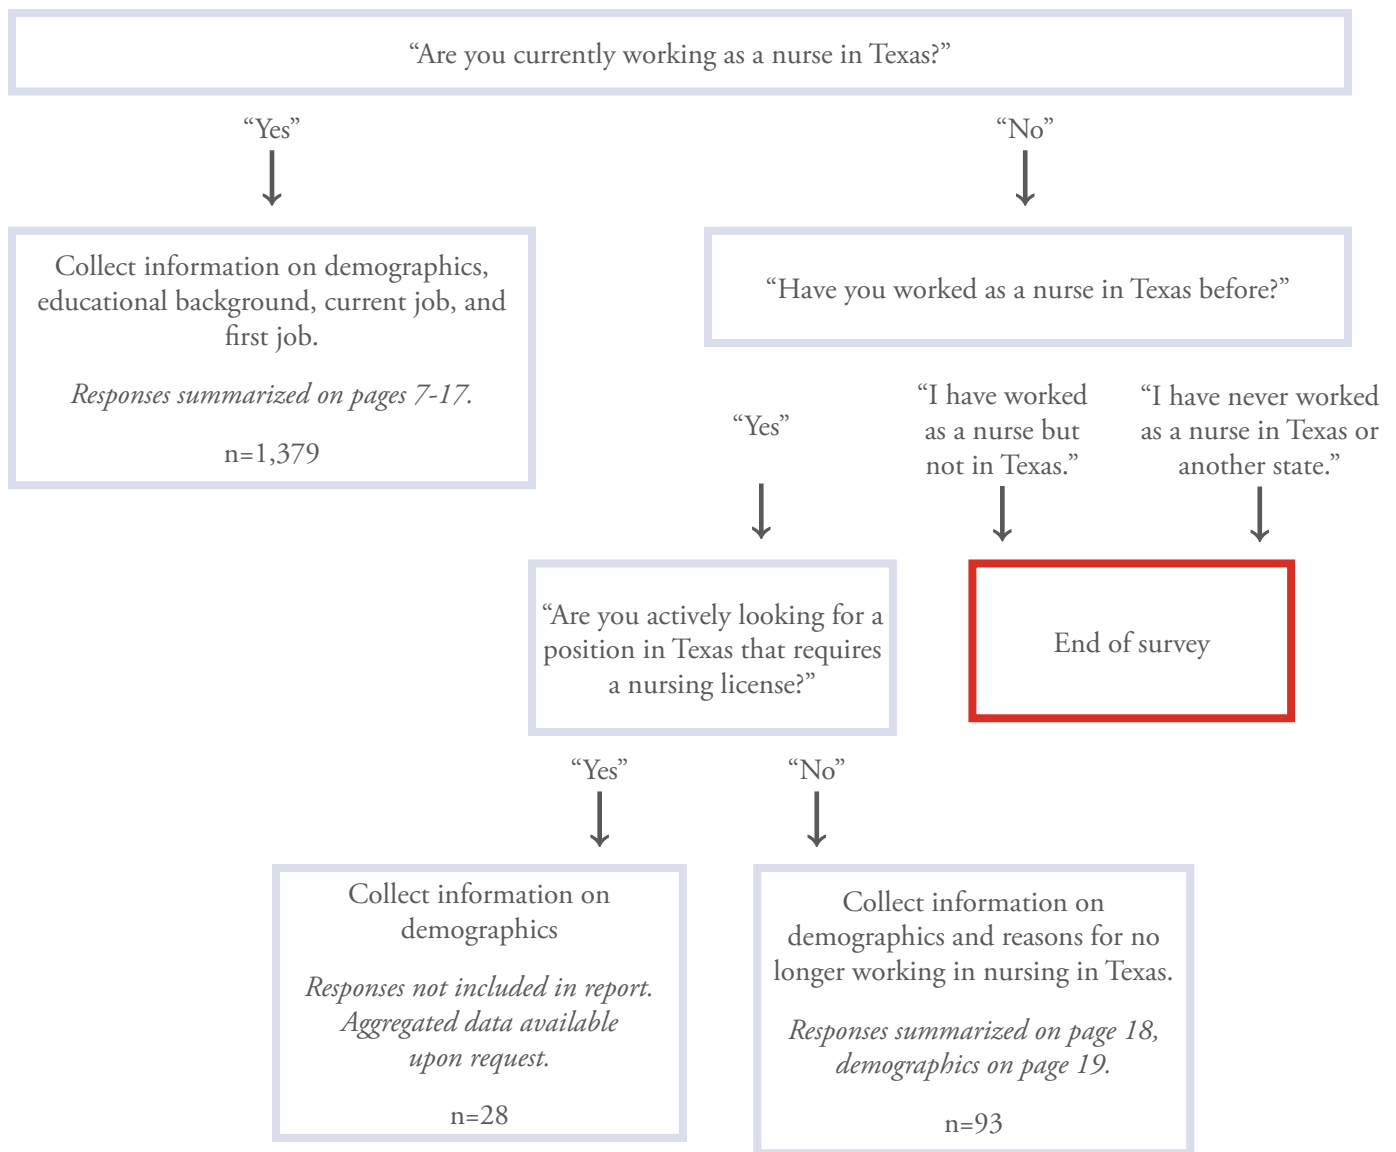 “Are you currently working as a nurse in Texas?”
“Yes”
“No”
Collect information on demographics,
educational background, current job, and
first job.
Responses summarized on pages 7-17.
n=1,379
“Have you worked as a nurse in Texas before?”
“Yes”
“I have worked
as a nurse but
not in Texas.”
“I have never worked
as a nurse in Texas or
another state.”
“Are you actively looking for a
position in Texas that requires
a nursing license?”
End of survey
“Yes”
“No”
Collect information on
demographics
Responses not included in report.
Aggregated data available
upon request.
n=28
Collect information on
demographics and reasons for no
longer working in nursing in Texas.
Responses summarized on page 18,
demographics on page 19.
n=93